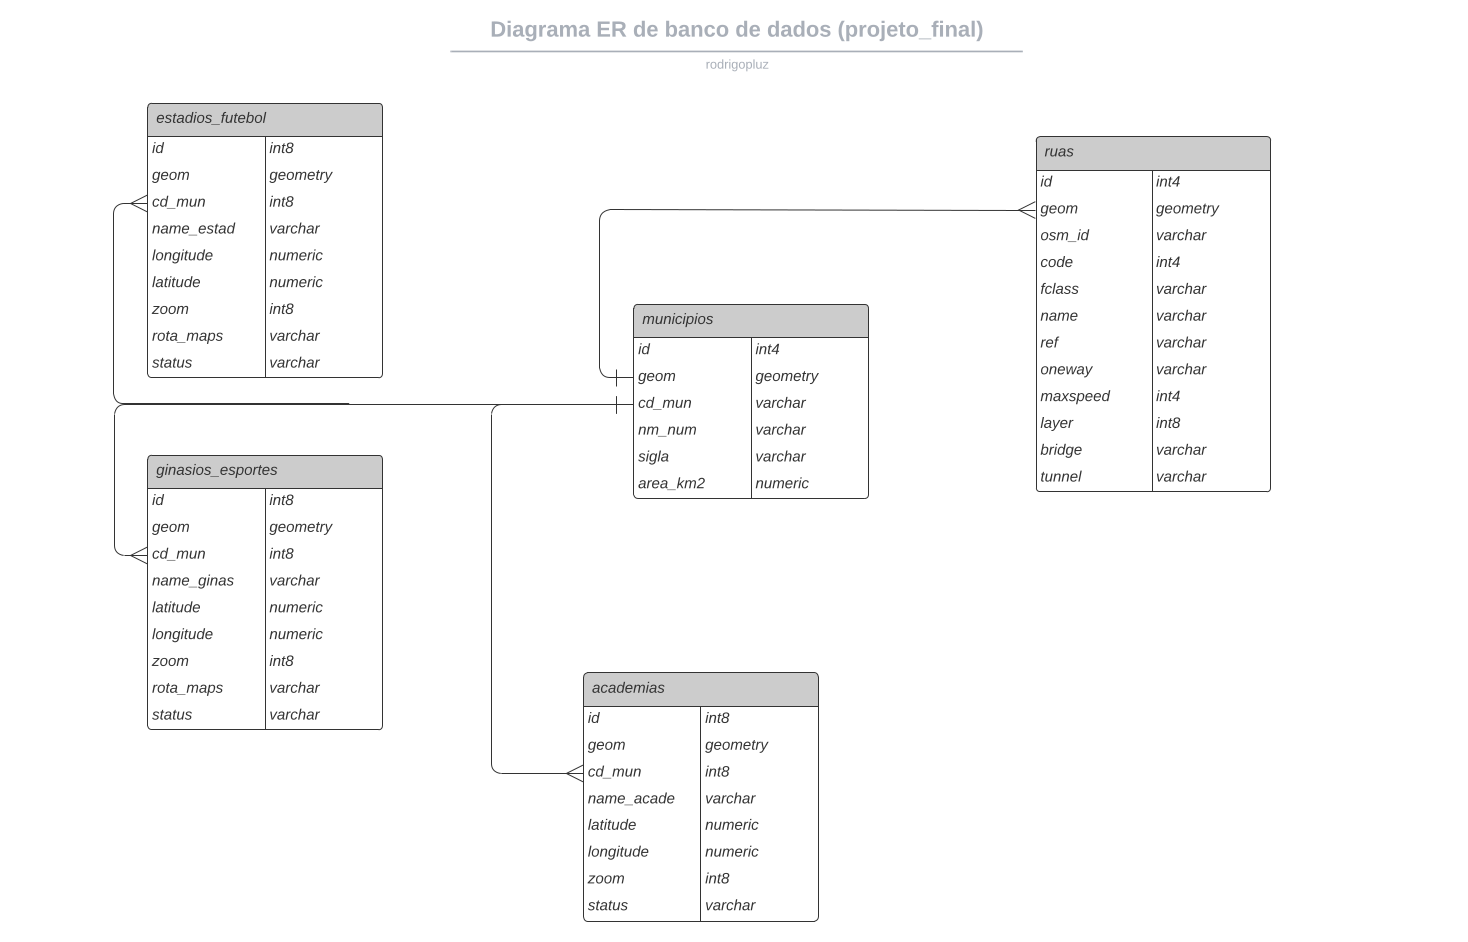 Diagrama ER de banco de dados (projeto_final)
rodrigopluz
estadios_futebol
id int8
geom geometry
cd_mun int8
name_estad varchar
longitude numeric
latitude numeric
zoom int8
rota_maps varchar
status varchar
ruas
id int4
geom geometry
osm_id varchar
code int4
fclass varchar
name varchar
ref varchar
oneway varchar
maxspeed int4
layer int8
bridge varchar
tunnel varchar
municipios
id int4
geom geometry
cd_mun varchar
nm_num varchar
sigla varchar
area_km2 numeric
ginasios_esportes
id int8
geom geometry
cd_mun int8
name_ginas varchar
latitude numeric
longitude numeric
zoom int8
rota_maps varchar
status varchar
academias
id int8
geom geometry
cd_mun int8
name_acade varchar
latitude numeric
longitude numeric
zoom int8
status varchar